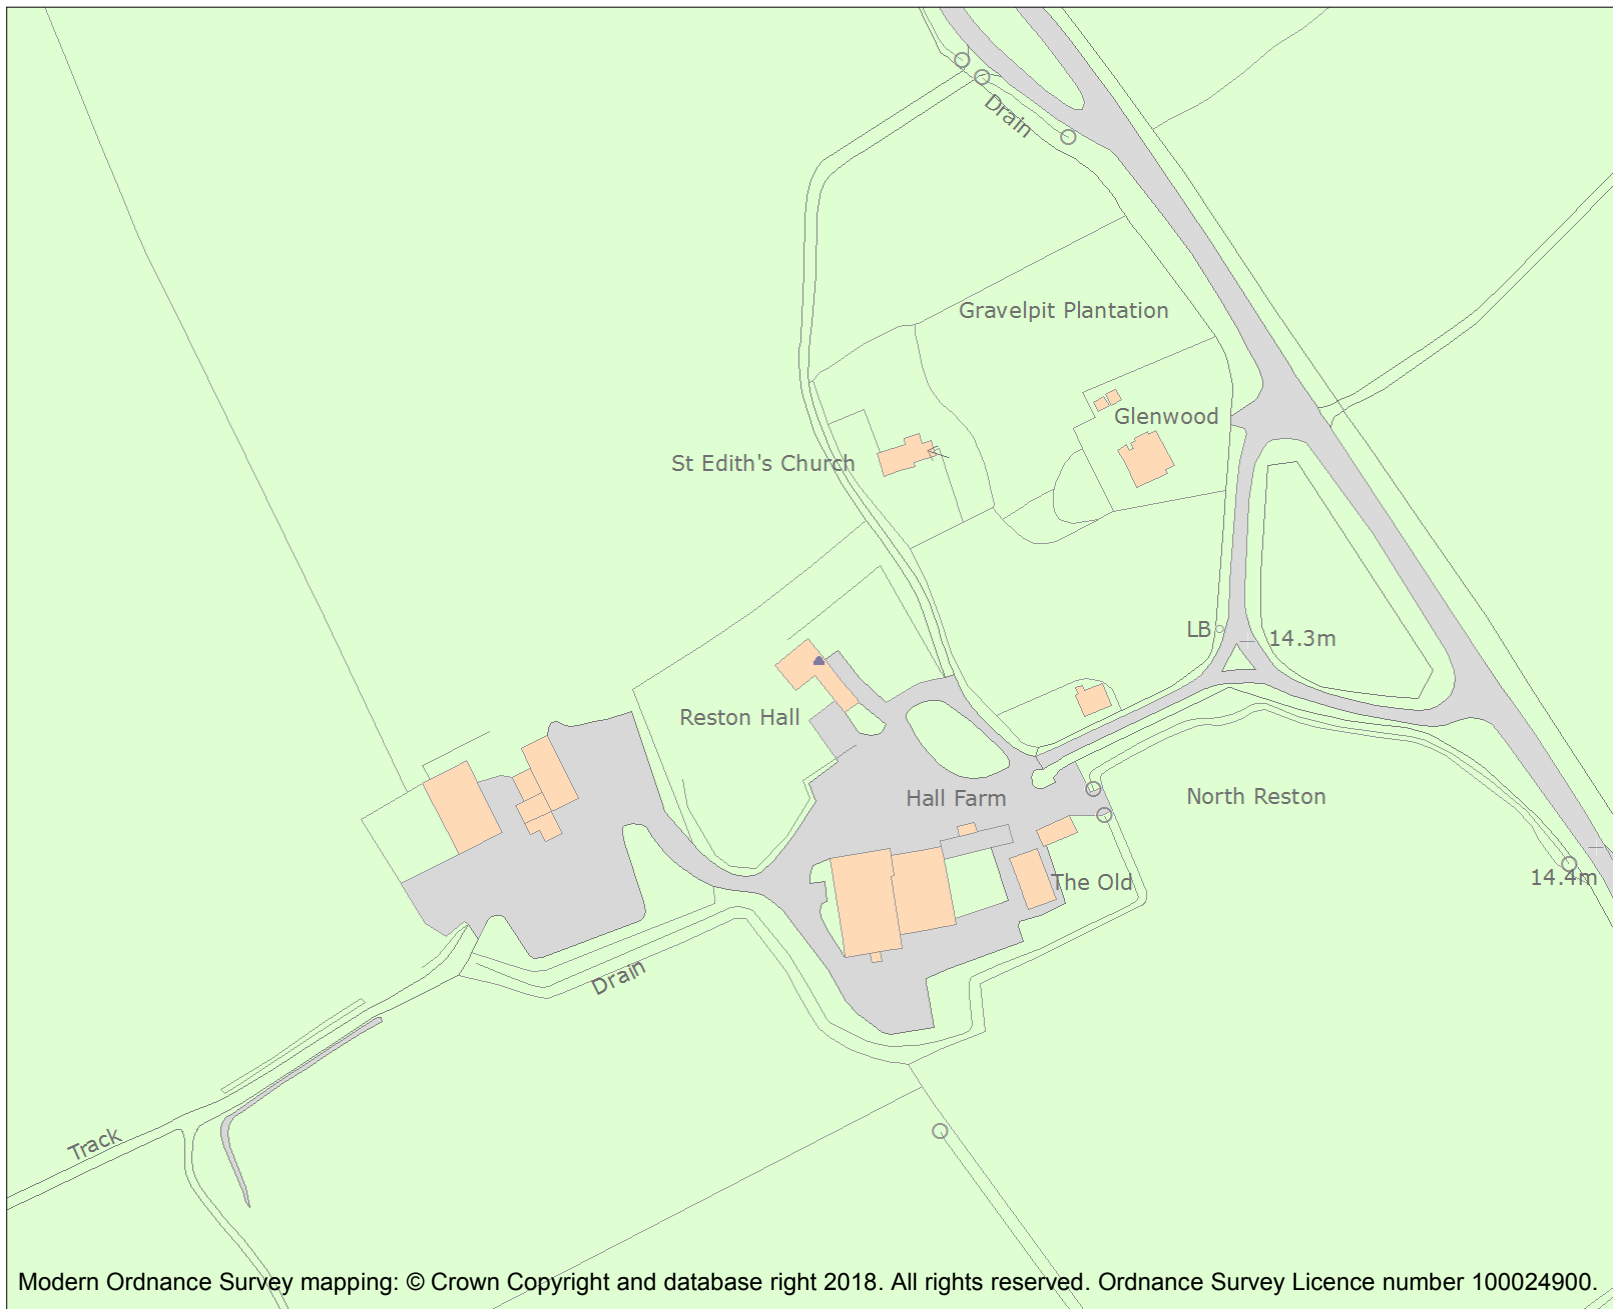 Drain
Gravelpit Plantation
Glenwood
St Edith's Church
LB
14.3m
Reston Hall
Hall Farm
North Reston
The Old
14.4m
Drain
Track
Modern Ordnance Survey mapping: © Crown Copyright and database right 2018. All rights reserved. Ordnance Survey Licence number 100024900.